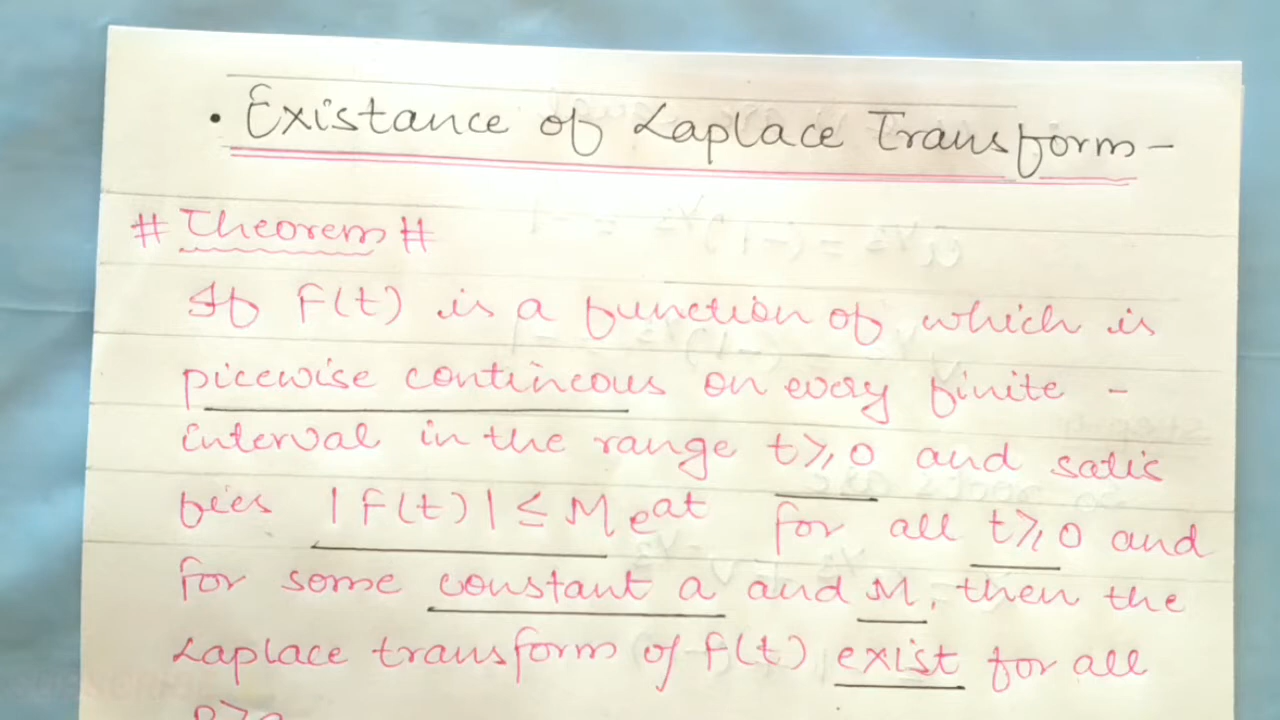 • Existance of Laplace Transform -
# Theorem #
If F(t) is a function of which is
picewise contineous on every finite -
interval in the range t ≥ 0 and satis
fies |F(t)| ≤ M e^at for all t ≥ 0 and
for some constant a and M, then the
Laplace transform of F(t) exist for all